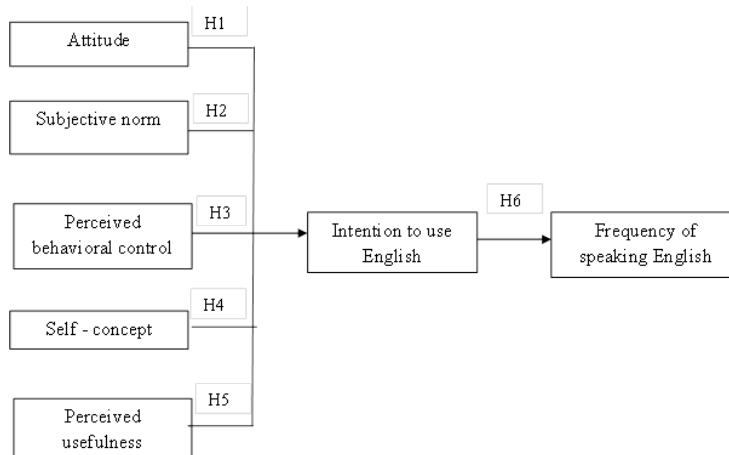 H1
Attitude
H2
Subjective norm
H3
Perceived
behavioral control
H6
Intention to use
English
Frequency of
speaking English
H4
Self - concept
H5
Perceived
usefulness